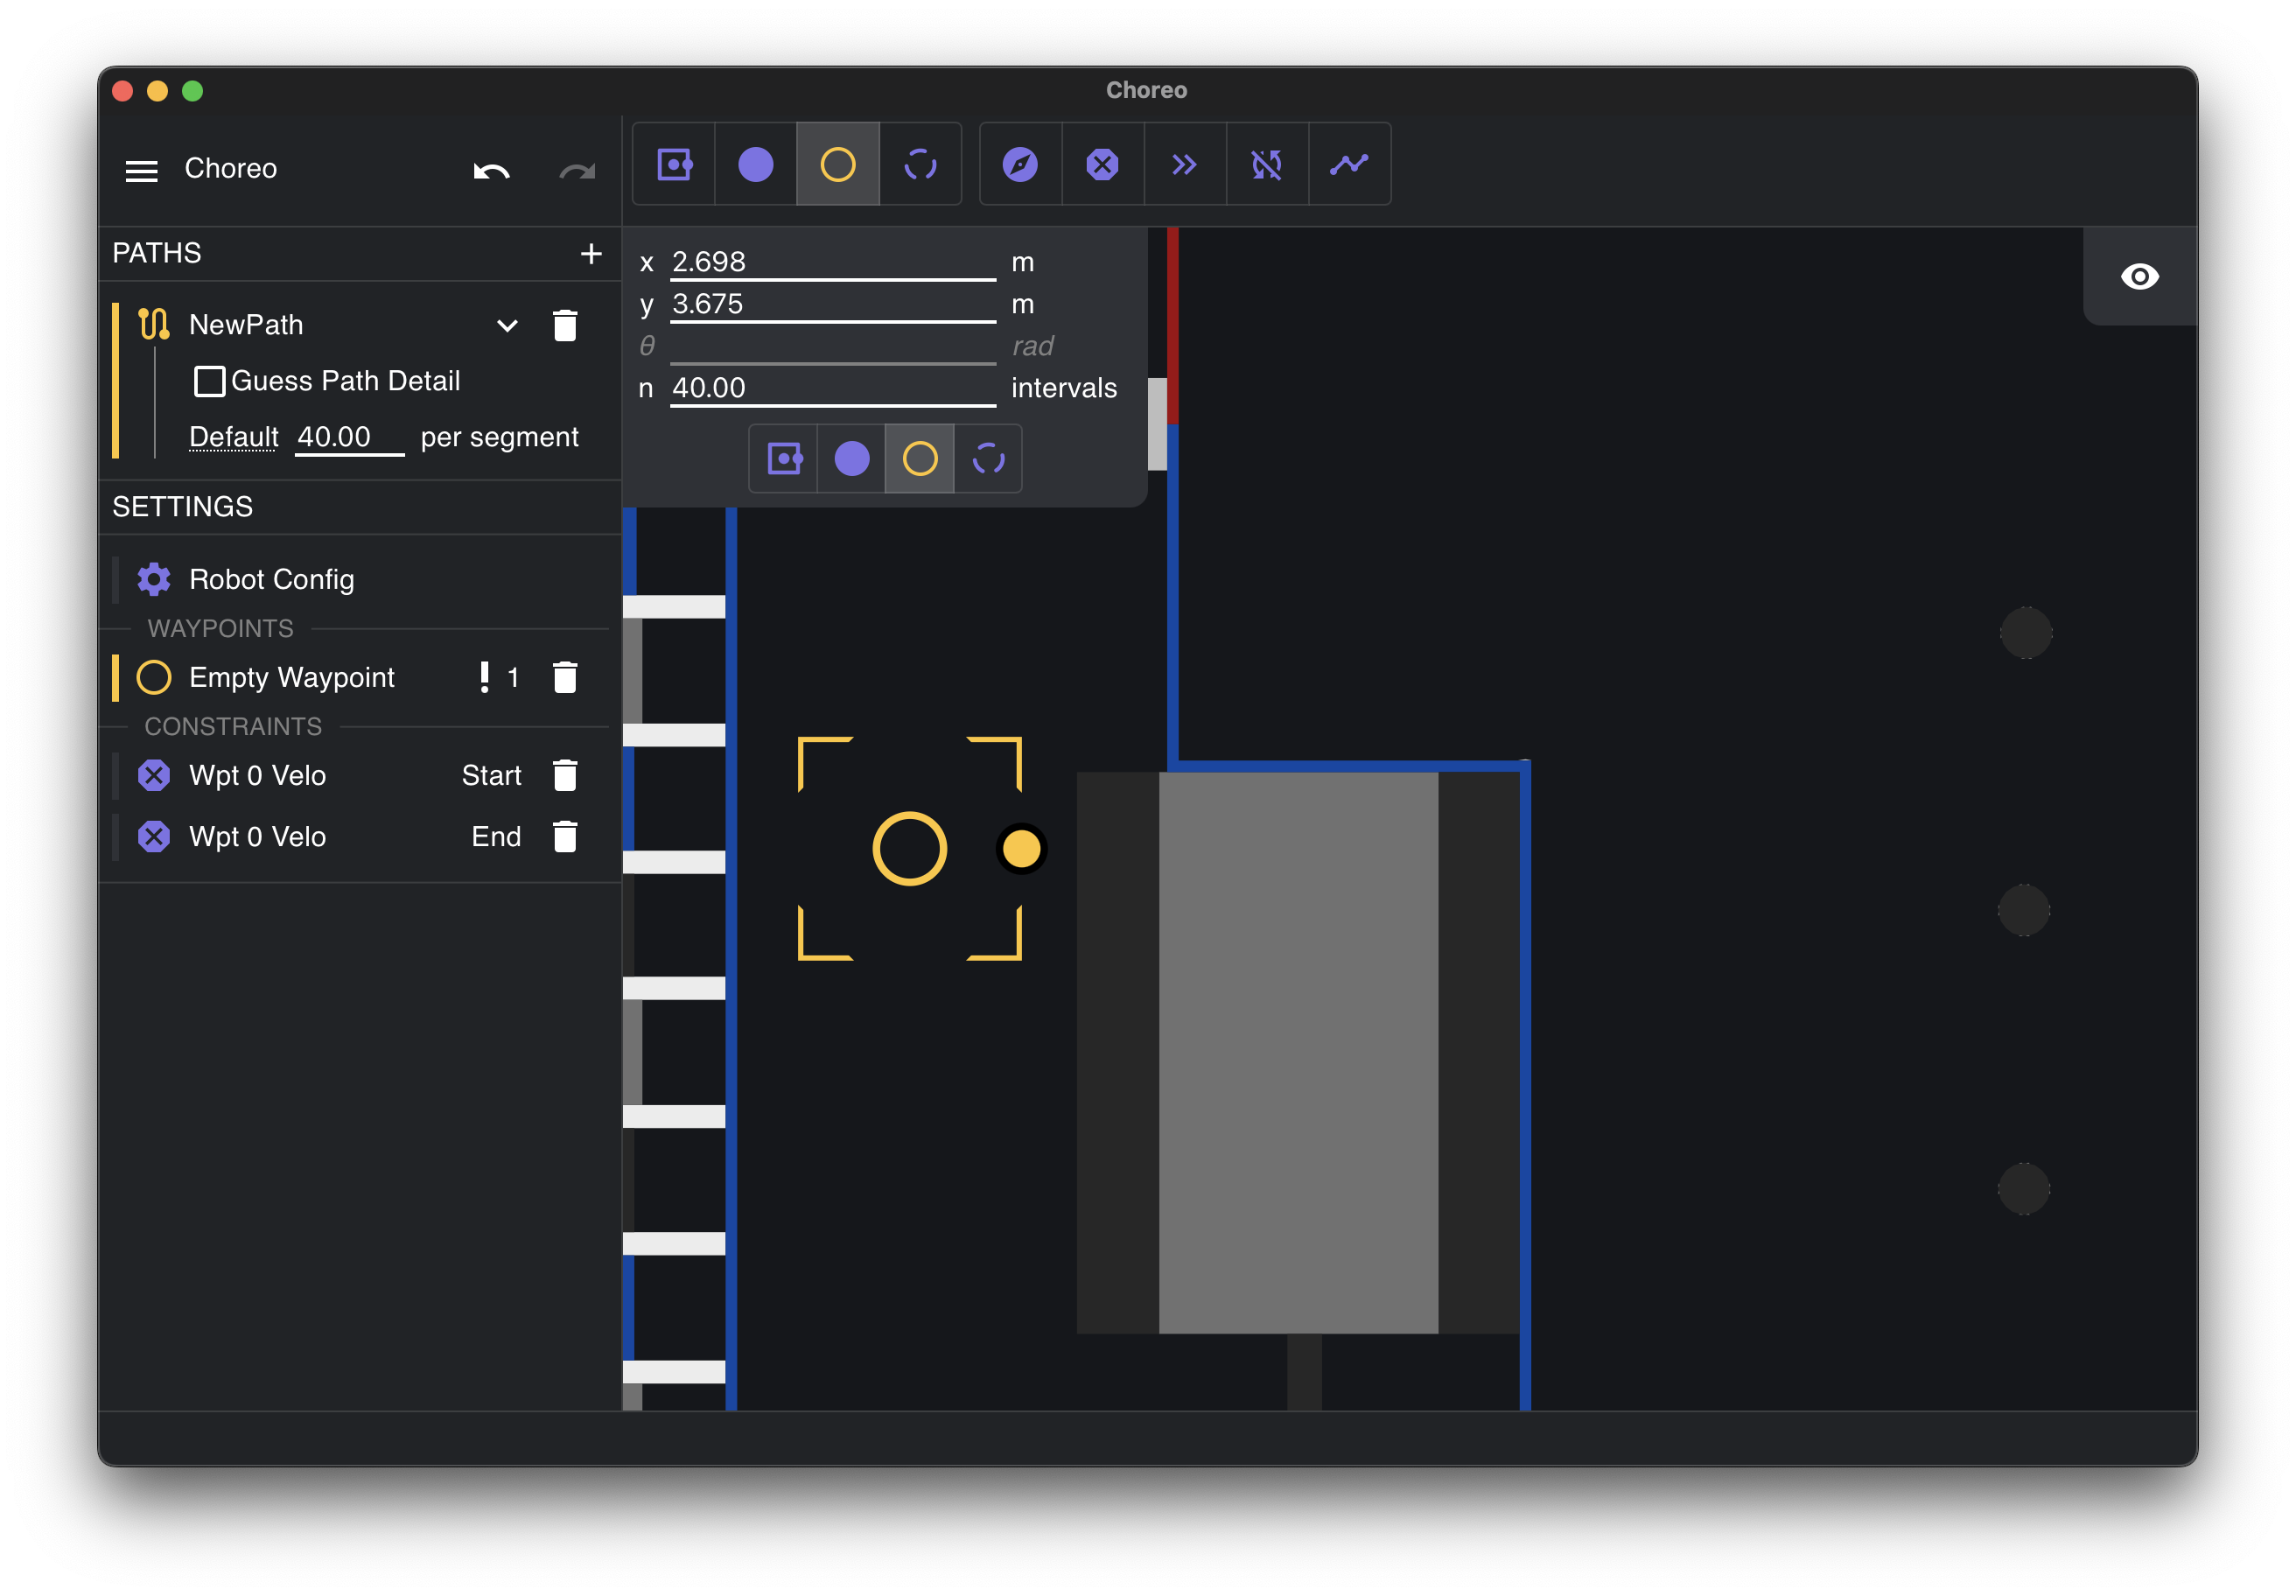 Choreo
Choreo
PATHS
NewPath
Guess Path Detail
Default 40.00 per segment
SETTINGS
Robot Config
WAYPOINTS
Empty Waypoint 1
CONSTRAINTS
Wpt 0 Velo Start
Wpt 0 Velo End
x 2.698 m
y 3.675 m
θ rad
n 40.00 intervals